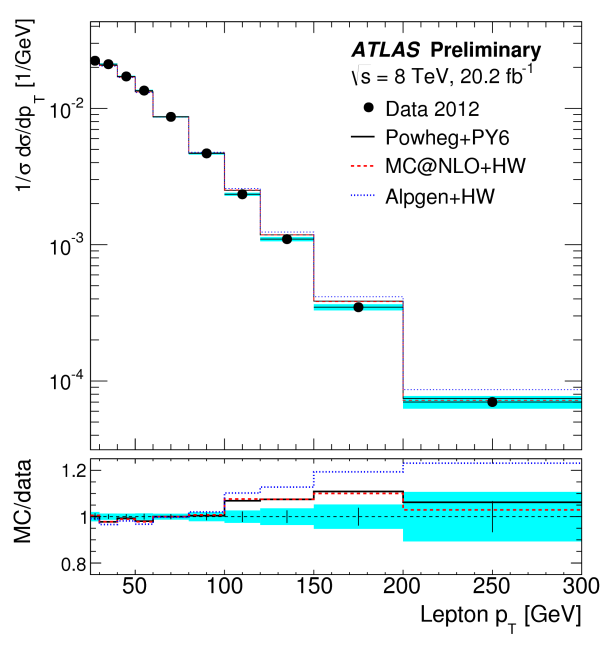 1/σ dσ/dp_T [1/GeV]
10^-2
10^-3
10^-4
ATLAS Preliminary
√s = 8 TeV, 20.2 fb^-1
Data 2012
Powheg+PY6
MC@NLO+HW
Alpgen+HW
MC/data
1.2
1
0.8
50 100 150 200 250 300
Lepton p_T [GeV]